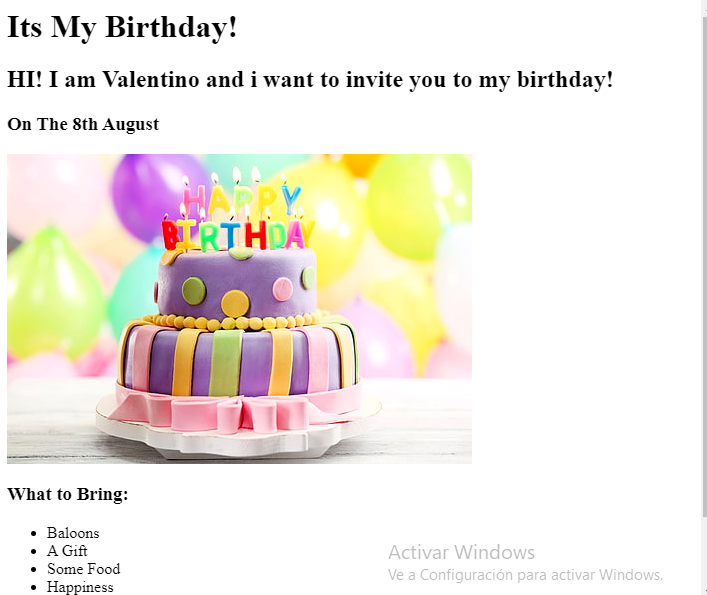 Its My Birthday!
HI! I am Valentino and i want to invite you to my birthday!
On The 8th August
HAPPY
BIRTHDAY
What to Bring:
Baloons
A Gift
Some Food
Happiness
Activar Windows
Ve a Configuración para activar Windows.